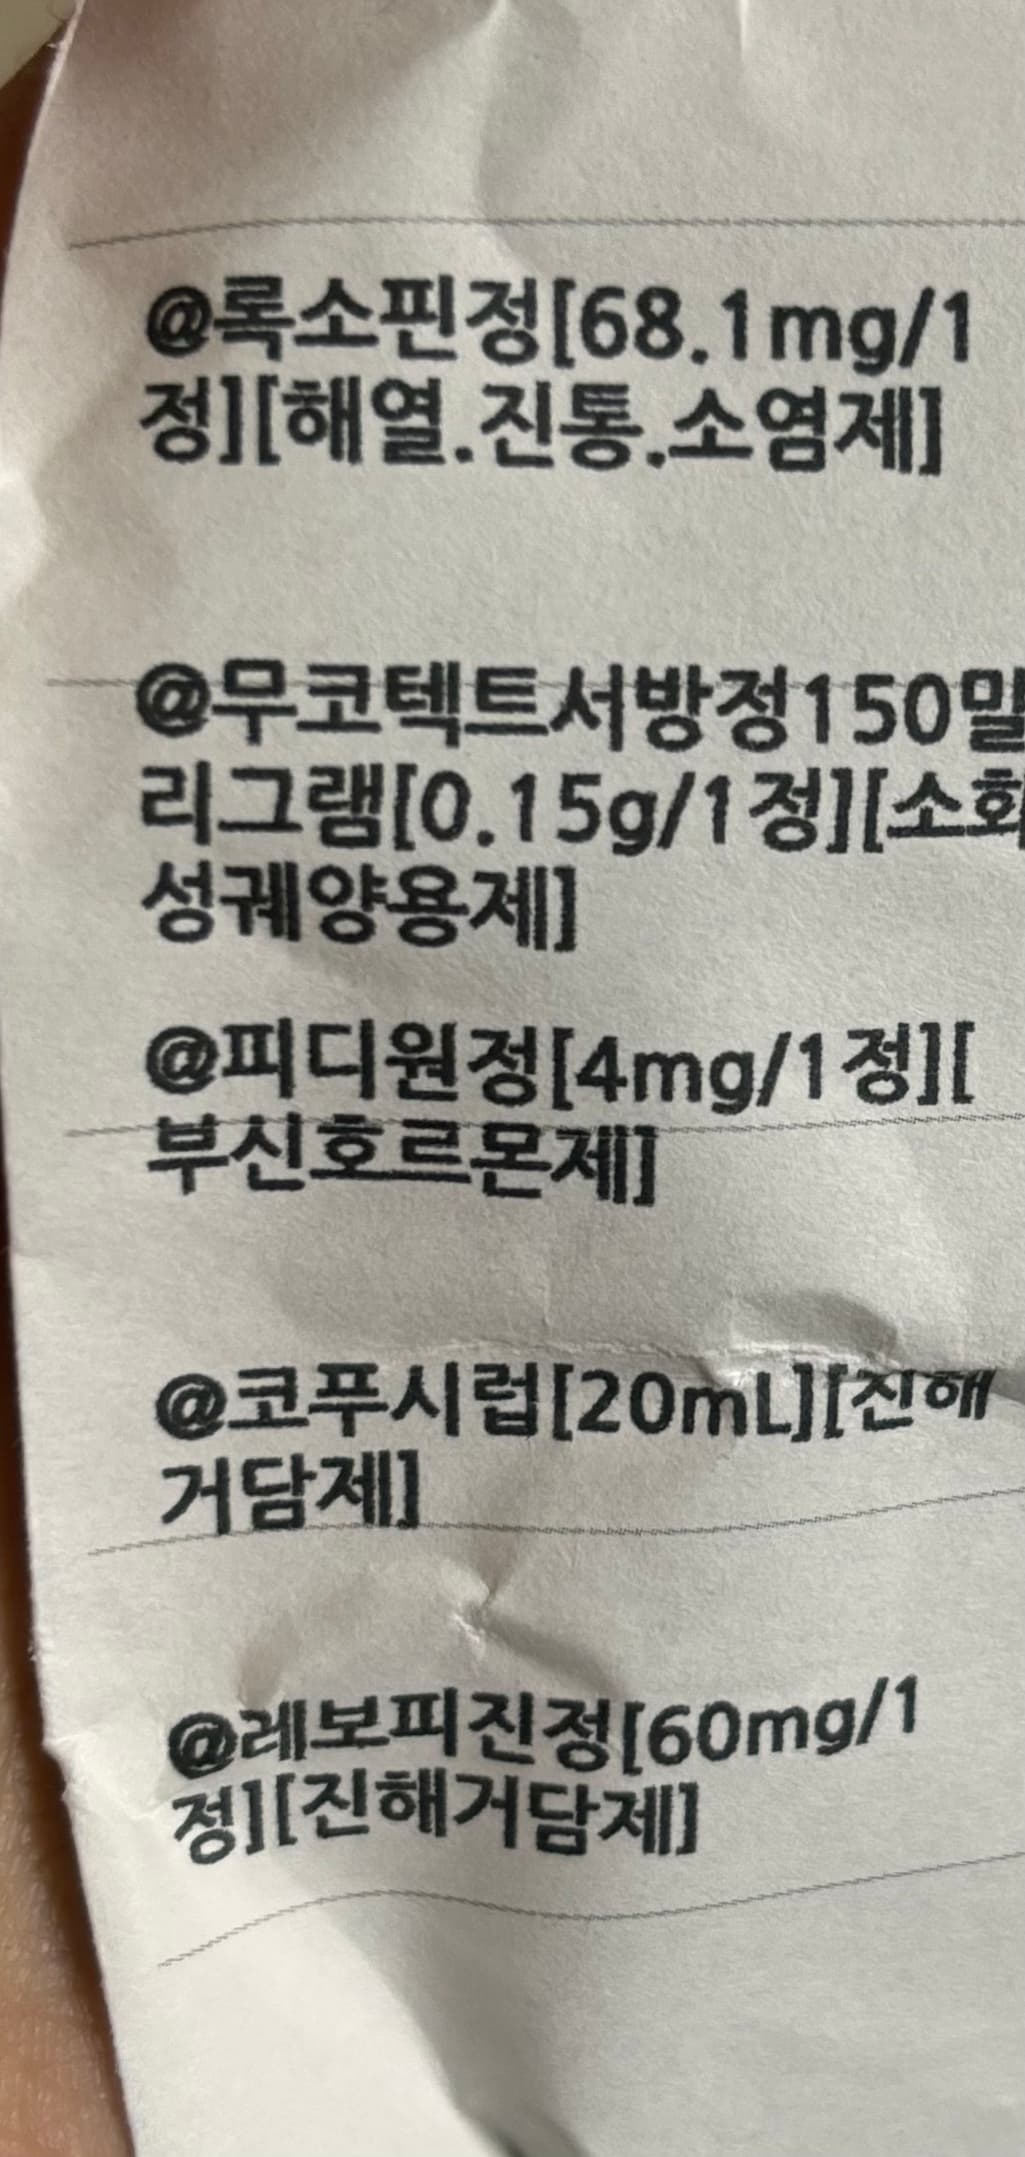 @록소핀정[68.1mg/1
정][해열.진통.소염제]
@무코텍트서방정150밀
리그램[0.15g/1정][소화
성궤양용제]
@피디원정[4mg/1정][
부신호르몬제]
@코푸시럽[20mL][진해
거담제]
@레보피진정[60mg/1
정][진해거담제]